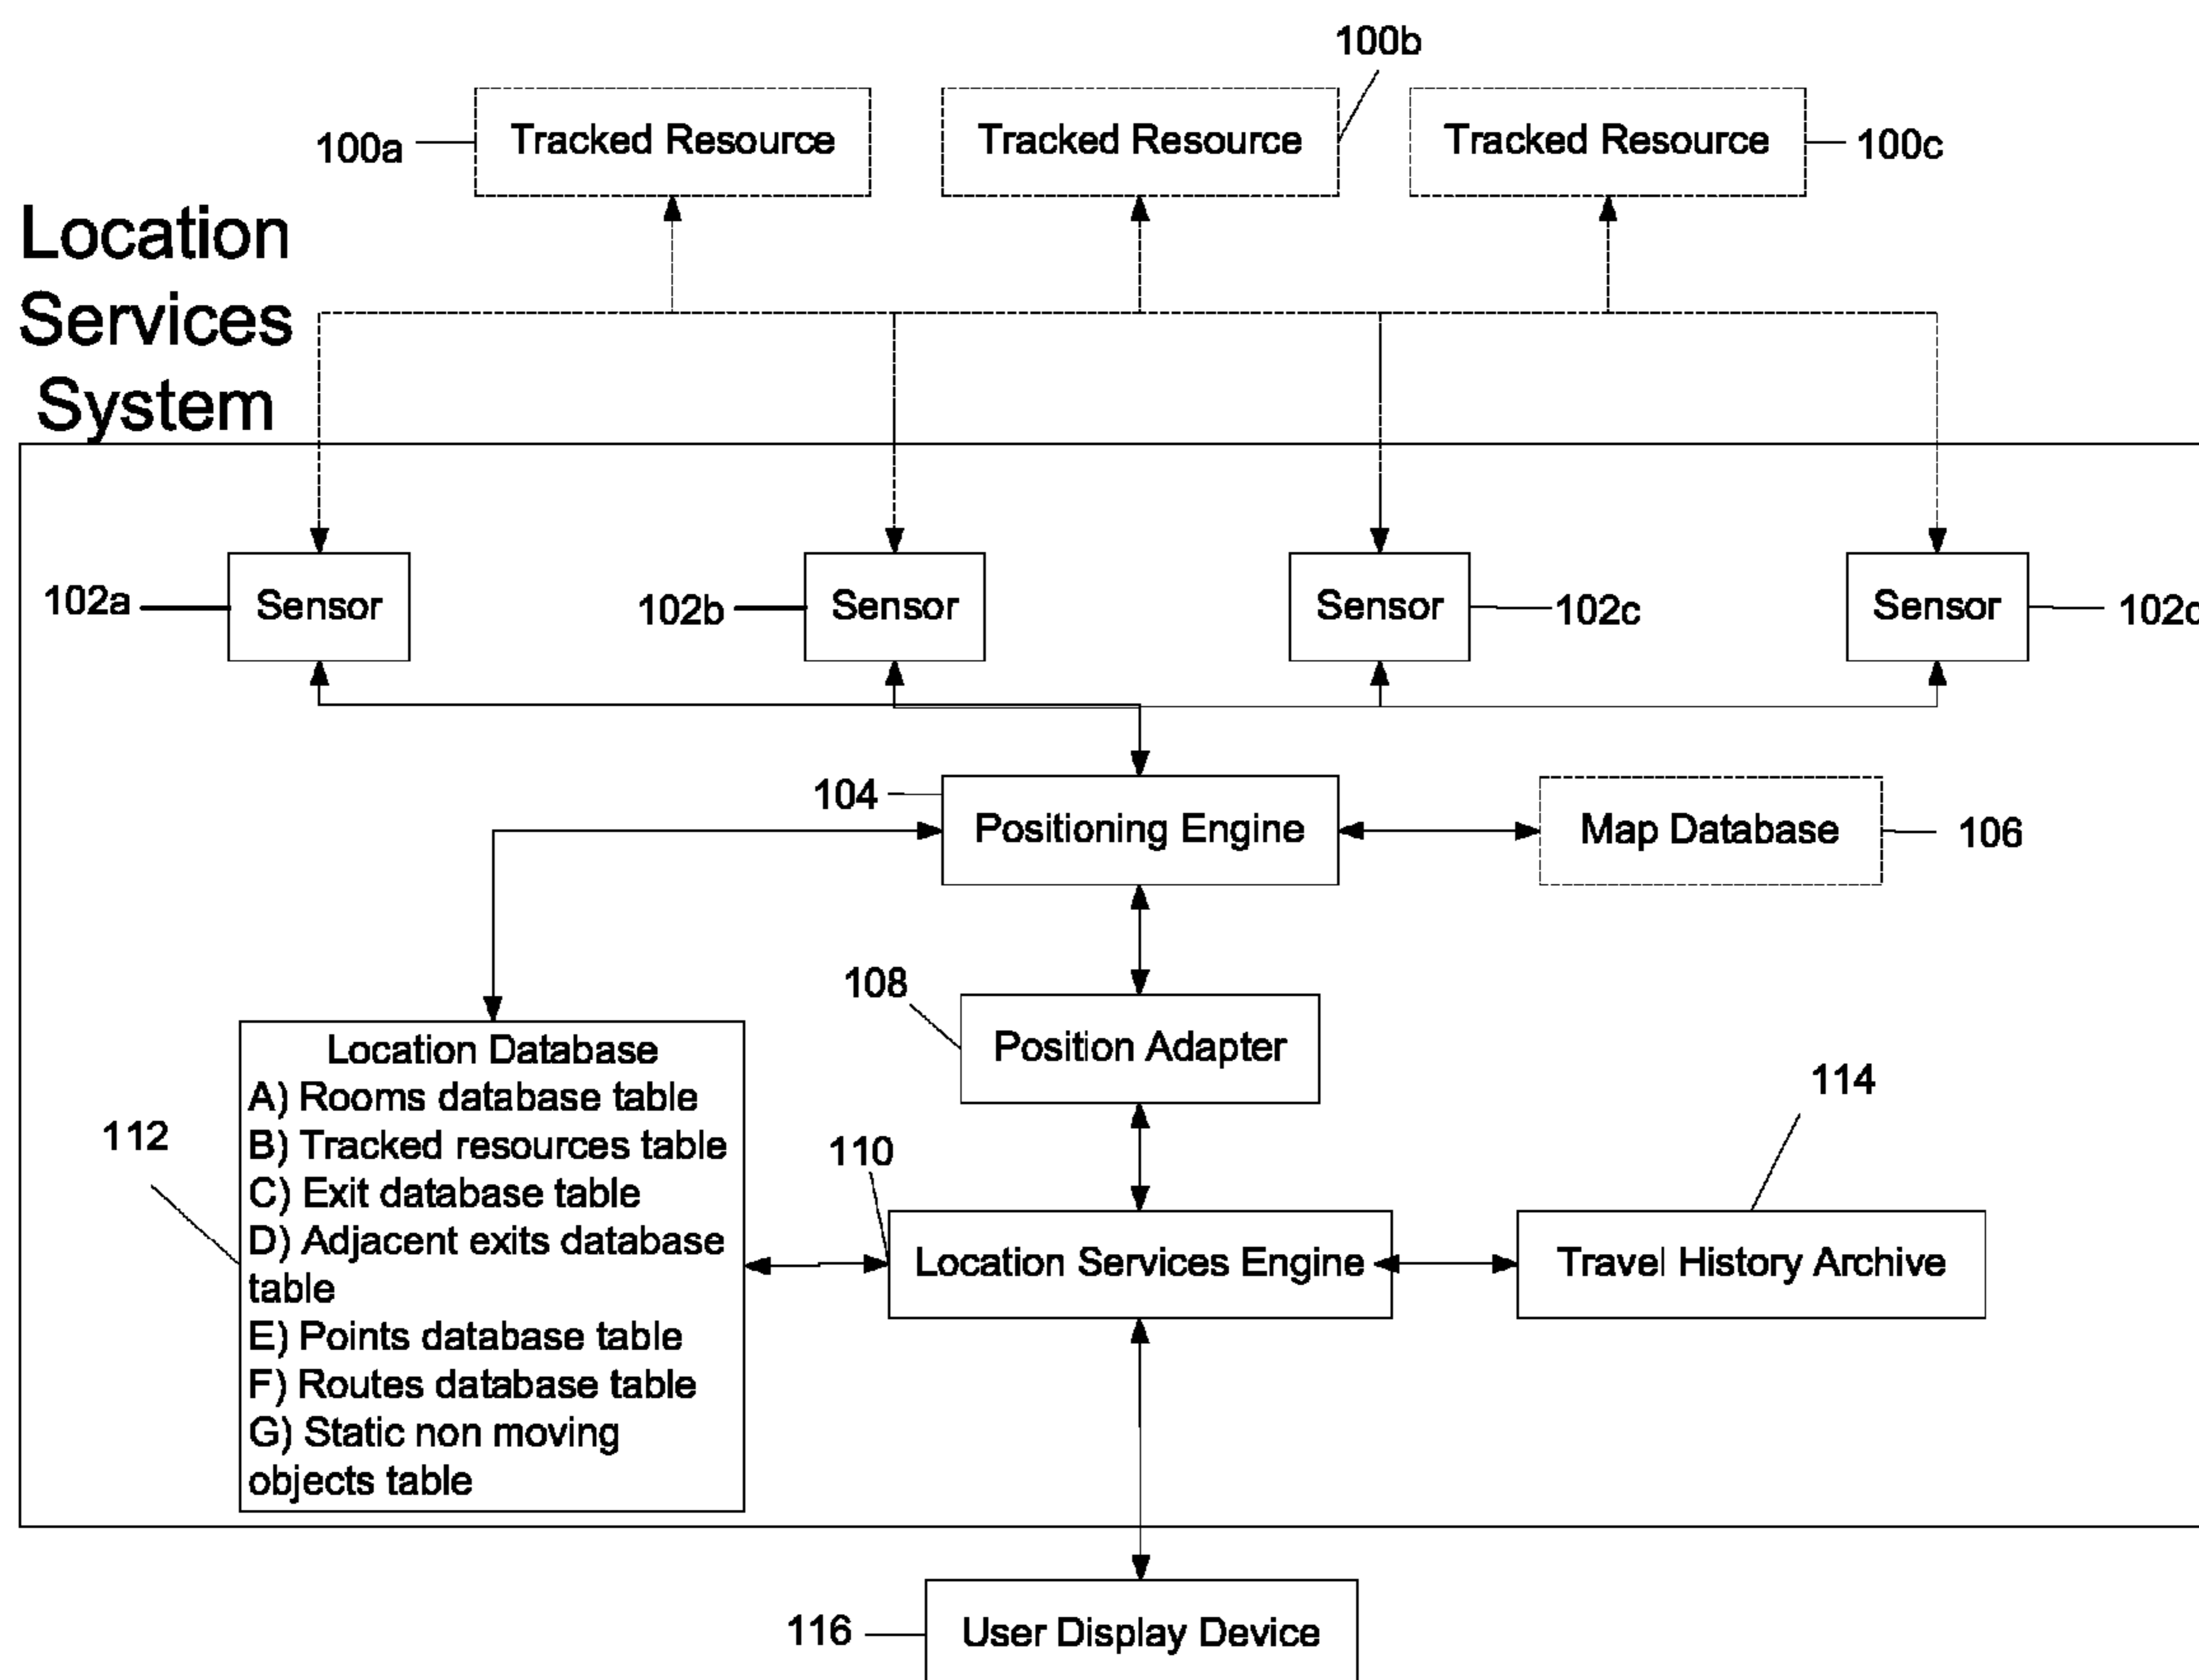 100b
Tracked Resource
Tracked Resource
Tracked Resource
100a
100c
Location
Services
System
102a
Sensor
102b
Sensor
Sensor
102c
Sensor
102d
104
Positioning Engine
Map Database
106
108
Position Adapter
Location Database
A) Rooms database table
B) Tracked resources table
C) Exit database table
D) Adjacent exits database
table
E) Points database table
F) Routes database table
G) Static non moving
objects table
112
110
Location Services Engine
114
Travel History Archive
116
User Display Device